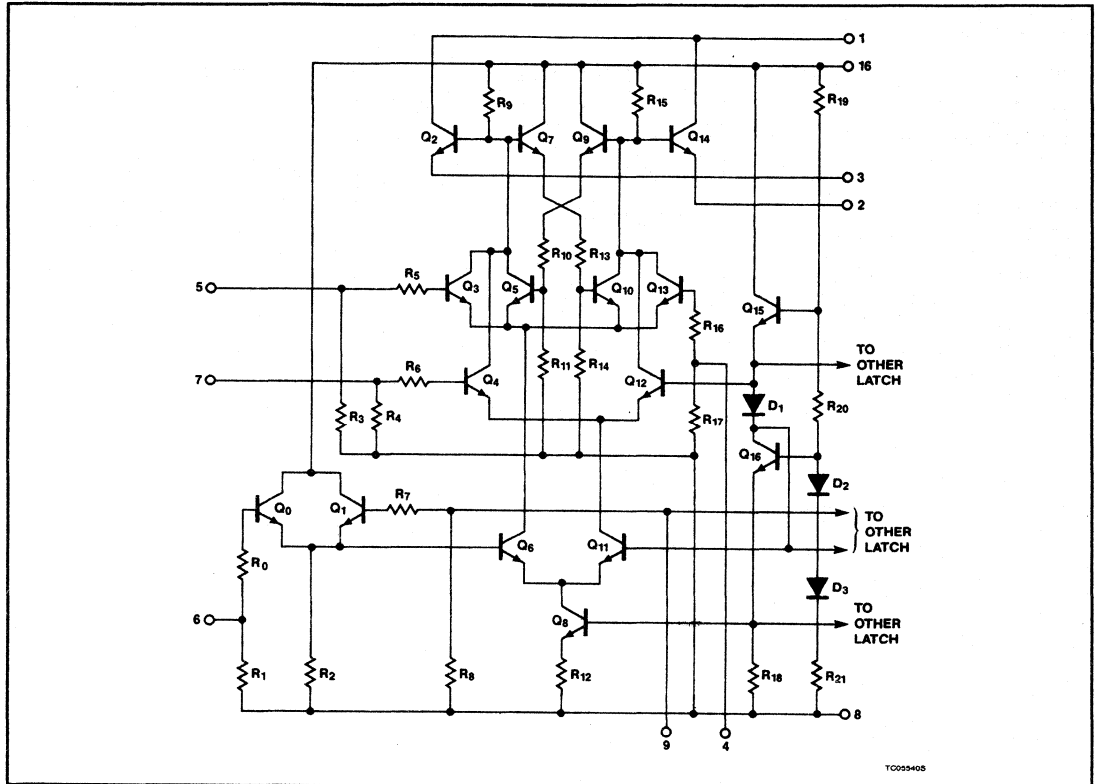 1
16
R9
R15
R19
Q2
Q7
Q9
Q14
3
2
R10
R13
5
R5
Q3
Q5
Q10
Q13
R16
Q15
TO
OTHER
LATCH
7
R6
Q4
R11
R14
Q12
D1
R20
R3
R4
R17
Q16
D2
Q0
Q1
R7
TO
OTHER
LATCH
Q6
Q11
R0
D3
6
Q8
TO
OTHER
LATCH
R1
R2
R8
R12
R18
R21
8
9
4
TC05540S